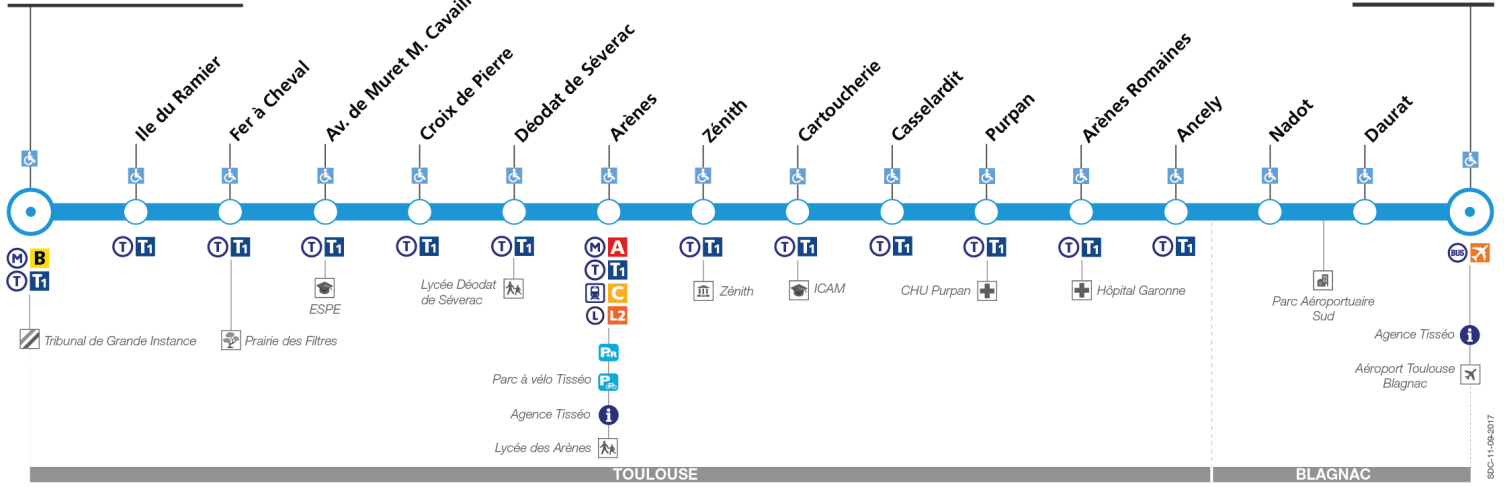 Ile du Ramier
Fer à Cheval
Av. de Muret M. Cavaill
Croix de Pierre
Déodat de Séverac
Arènes
Zénith
Cartoucherie
Casselardit
Purpan
Arènes Romaines
Ancely
Nadot
Daurat
M B
T T1
T T1
T T1
T T1
T T1
T T1
M A
T T1
C
L L2
T T1
T T1
T T1
T T1
T T1
T T1
BUS
Tribunal de Grande Instance
Prairie des Filtres
ESPE
Lycée Déodat
de Séverac
P+R
Parc à vélo Tisséo
P
Agence Tisséo
i
Lycée des Arènes
Zénith
ICAM
CHU Purpan
Hôpital Garonne
Parc Aéroportuaire
Sud
Agence Tisséo
i
Aéroport Toulouse
Blagnac
TOULOUSE
BLAGNAC
SDC-11-09-2017